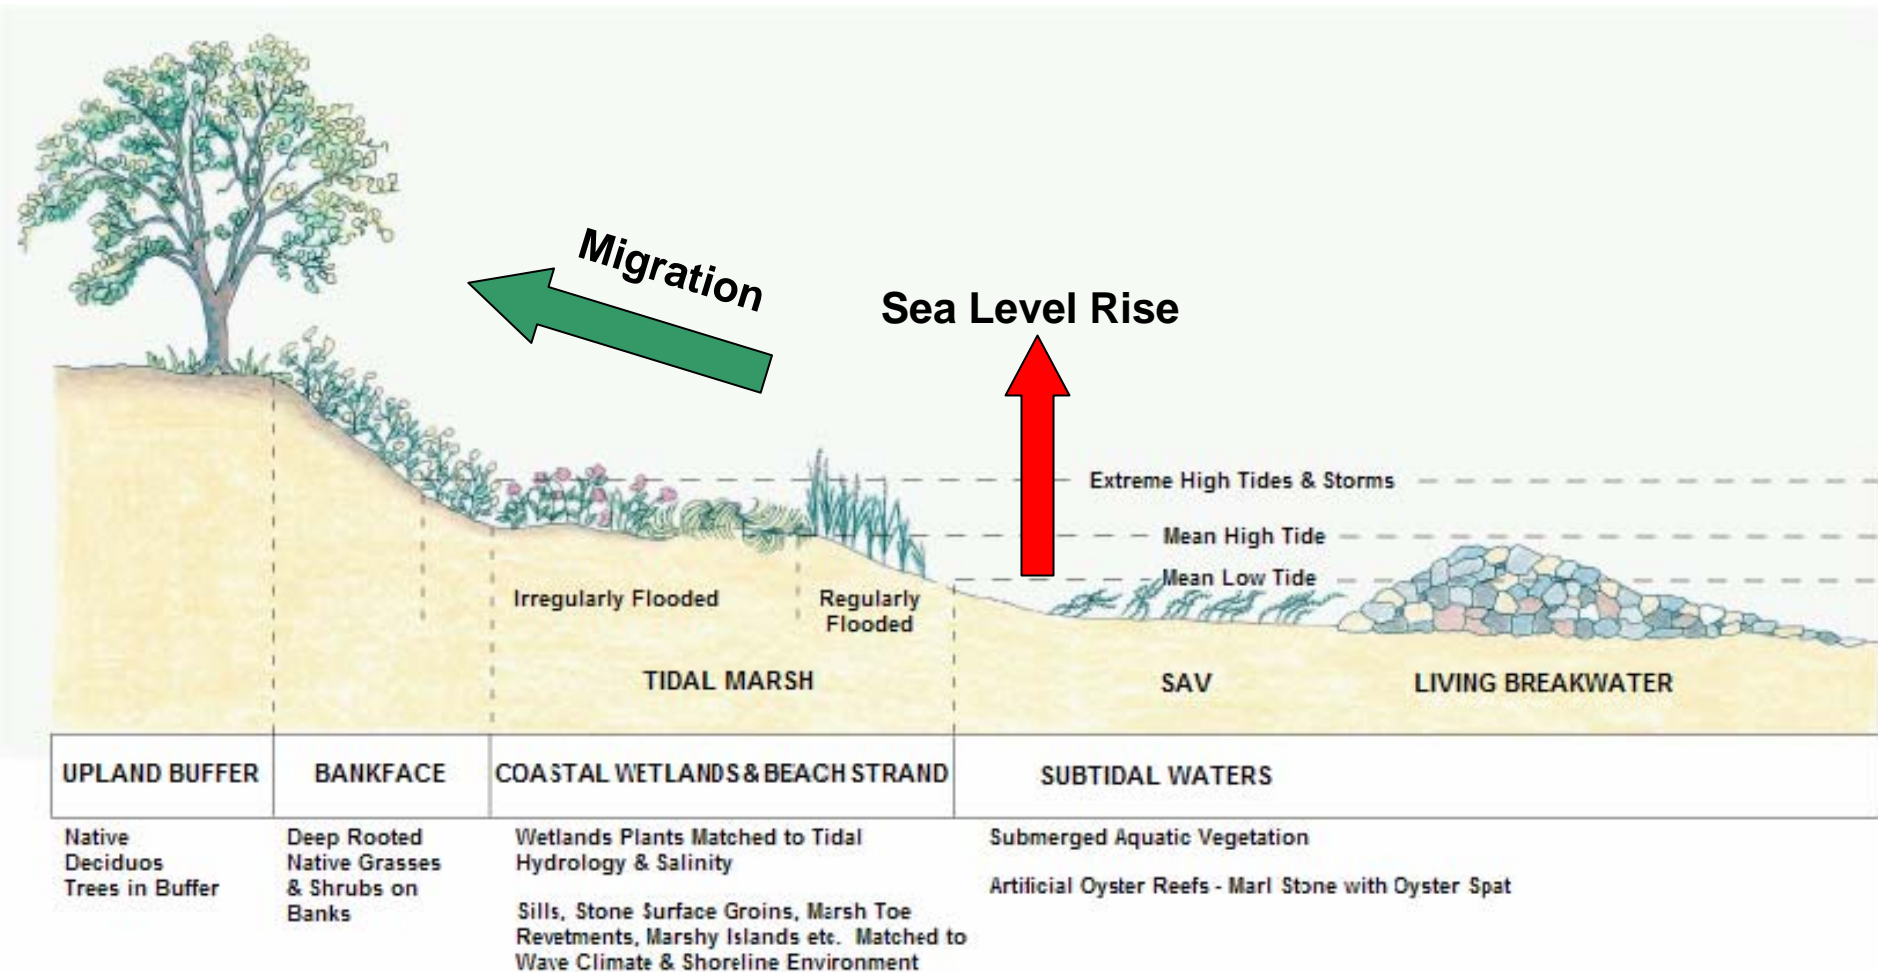 Migration
Sea Level Rise
Extreme High Tides & Storms
Mean High Tide
Mean Low Tide
Irregularly Flooded
Regularly
Flooded
TIDAL MARSH
SAV
LIVING BREAKWATER
UPLAND BUFFER
BANKFACE
COASTAL WETLANDS & BEACH STRAND
SUBTIDAL WATERS
Native
Deciduos
Trees in Buffer
Deep Rooted
Native Grasses
& Shrubs on
Banks
Wetlands Plants Matched to Tidal
Hydrology & Salinity
Sills, Stone Surface Groins, Marsh Toe
Revetments, Marshy Islands etc. Matched to
Wave Climate & Shoreline Environment
Submerged Aquatic Vegetation
Artificial Oyster Reefs - Marl Stone with Oyster Spat